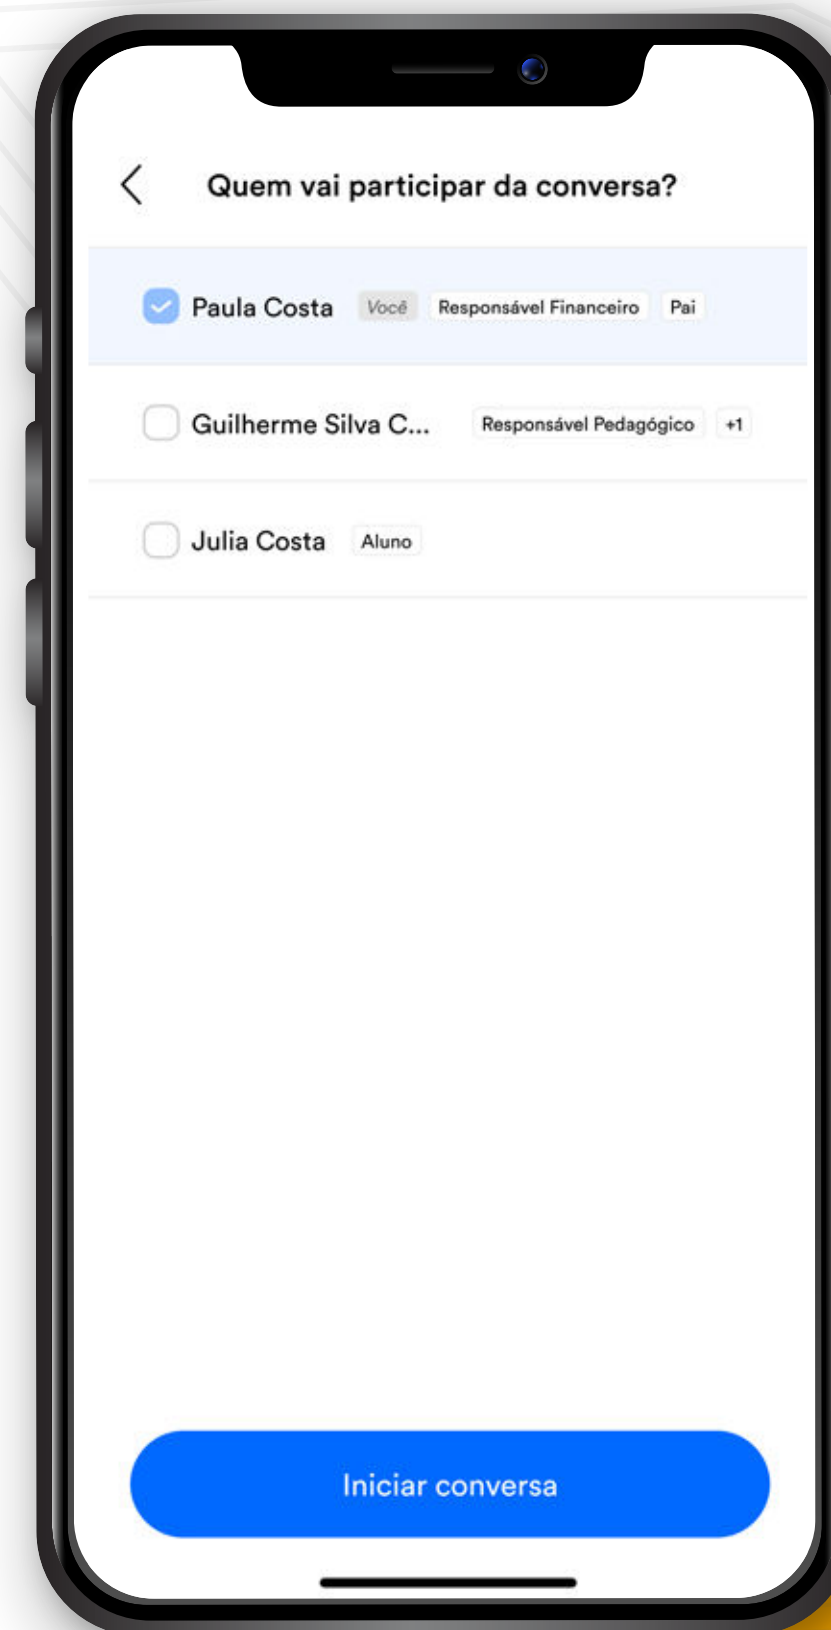 Quem vai participar da conversa?
Paula Costa Você Responsável Financeiro Pai
Guilherme Silva C... Responsável Pedagógico +1
Julia Costa Aluno
Iniciar conversa